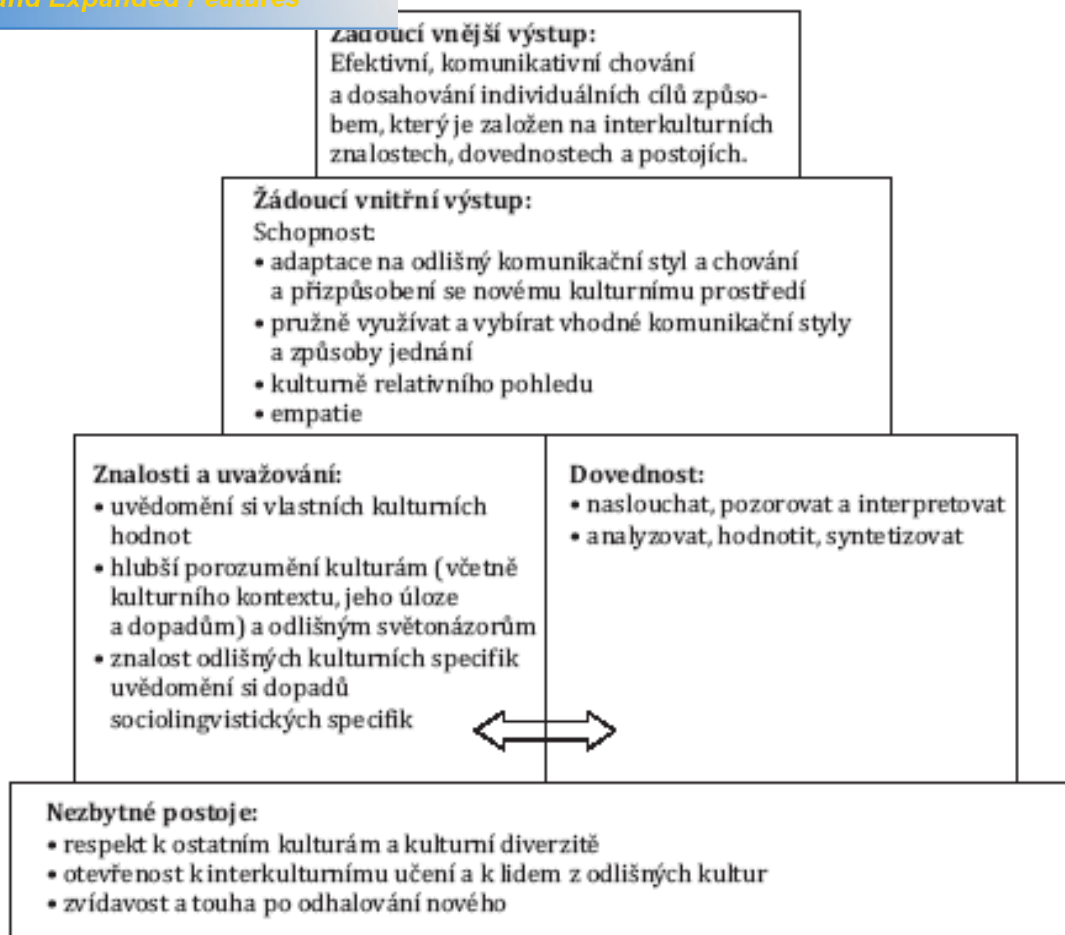 and Expanded Features
Žádoucí vnější výstup:
Efektivní, komunikativní chování
a dosahování individuálních cílů způso-
bem, který je založen na interkulturních
znalostech, dovednostech a postojích.
Žádoucí vnitřní výstup:
Schopnost:
• adaptace na odlišný komunikační styl a chování
a přizpůsobení se novému kulturnímu prostředí
• pružně využívat a vybírat vhodné komunikační styly
a způsoby jednání
• kulturně relativního pohledu
• empatie
Znalosti a uvažování:
• uvědomění si vlastních kulturních
hodnot
• hlubší porozumění kulturám (včetně
kulturního kontextu, jeho úloze
a dopadům) a odlišným světonázorům
• znalost odlišných kulturních specifik
uvědomění si dopadů
sociolingvistických specifik
Dovednost:
• naslouchat, pozorovat a interpretovat
• analyzovat, hodnotit, syntetizovat
Nezbytné postoje:
• respekt k ostatním kulturám a kulturní diverzitě
• otevřenost k interkulturnímu učení a k lidem z odlišných kultur
• zvídavost a touha po odhalování nového